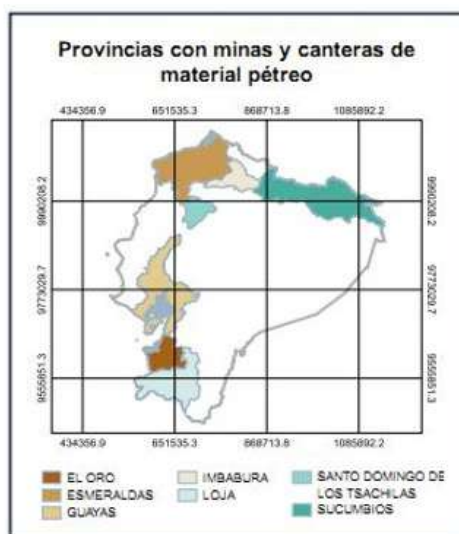 Provincias con minas y canteras de
material pétreo
434356.9 651535.3 868713.8 1085892.2
9990208.2 9990208.2
9773029.7 9773029.7
9555851.3 9555851.3
434356.9 651535.3 868713.8 1085892.2
EL ORO
ESMERALDAS
GUAYAS
IMBABURA
LOJA
SANTO DOMINGO DE
LOS TSACHILAS
SUCUMBIOS